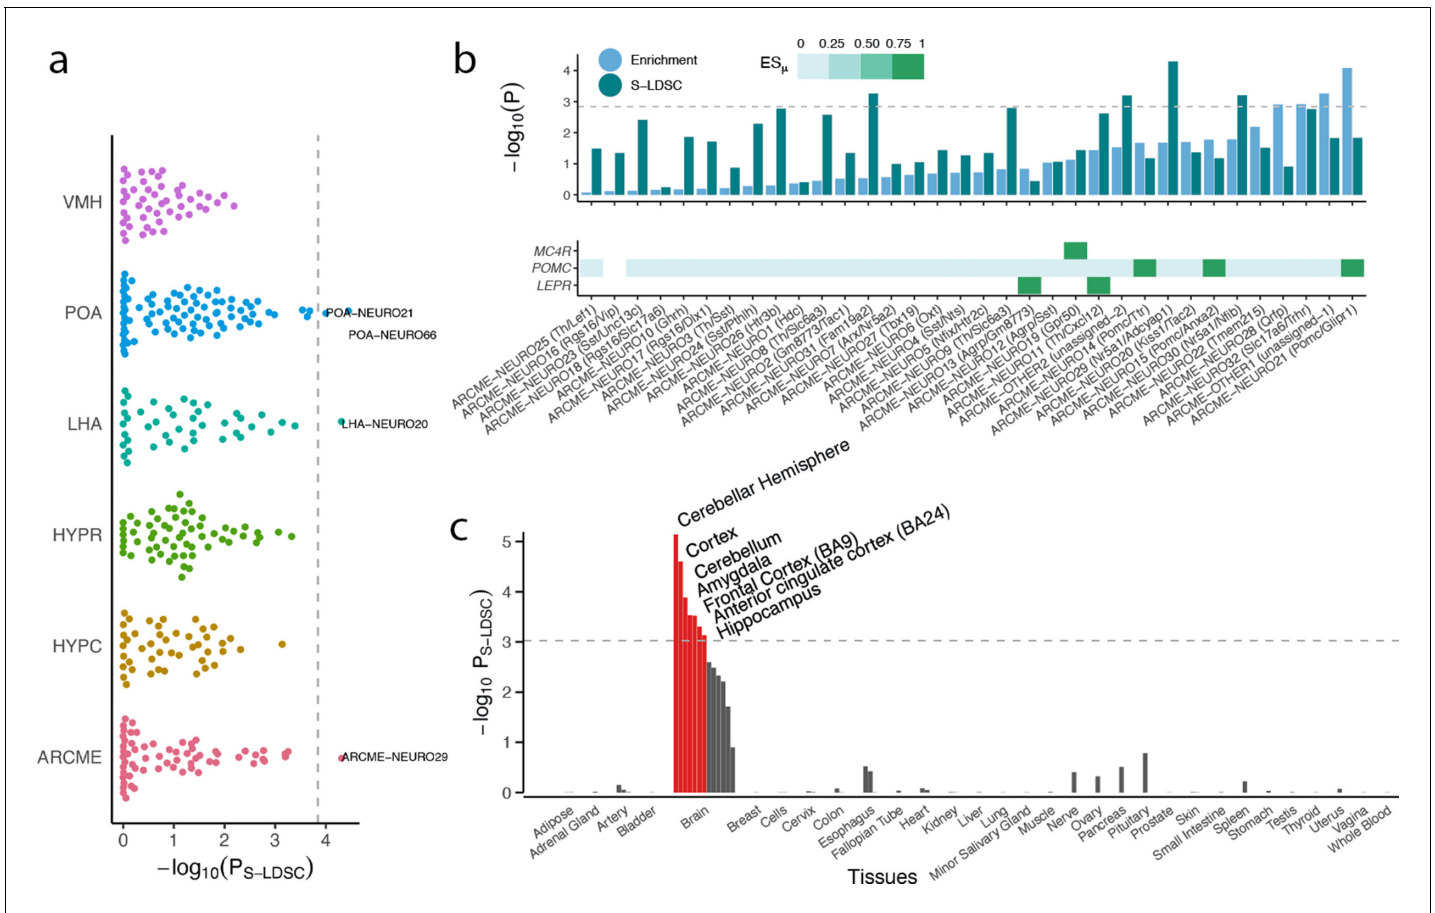 a
VMH
POA
LHA
HYPR
HYPC
ARCME
POA−NEURO21
POA−NEURO66
LHA−NEURO20
ARCME−NEURO29
0 1 2 3 4
−log10(PS−LDSC)
b
Enrichment
S−LDSC
ESμ
0 0.25 0.50 0.75 1
−log10(P)
4
3
2
1
0
MC4R
POMC
LEPR
ARCME−NEURO25 (Th/Lef1)
ARCME−NEURO16 (Rgs16/Vip)
ARCME−NEURO23 (Sst/Unc13c)
ARCME−NEURO18 (Rgs16/Slc17a6)
ARCME−NEURO10 (Ghrh)
ARCME−NEURO17 (Rgs16/Dlx1)
ARCME−NEURO3 (Th/Sst)
ARCME−NEURO24 (Sst/Pthlh)
ARCME−NEURO26 (Htr3b)
ARCME−NEURO1 (Hdc)
ARCME−NEURO8 (Th/Slc6a3)
ARCME−NEURO2 (Gm8773/Tac1)
ARCME−NEURO31 (Fam19a2)
ARCME−NEURO7 (Arx/Nr5a2)
ARCME−NEURO27 (Tbx19)
ARCME−NEURO6 (Oxt)
ARCME−NEURO4 (Sst/Nts)
ARCME−NEURO5 (Nfix/Htr2c)
ARCME−NEURO9 (Th/Slc6a3)
ARCME−NEURO13 (Agrp/Gm8773)
ARCME−NEURO12 (Agrp/Sst)
ARCME−NEURO19 (Gpr50)
ARCME−NEURO11 (Th/Cxcl12)
ARCME−OTHER2 (unassigned−2)
ARCME−NEURO14 (Pomc/Ttr)
ARCME−NEURO29 (Nr5a1/Adcyap1)
ARCME−NEURO20 (Kiss1/Tac2)
ARCME−NEURO15 (Pomc/Anxa2)
ARCME−NEURO30 (Nr5a1/Nfib)
ARCME−NEURO22 (Tmem215)
ARCME−NEURO28 (Qrfp)
ARCME−NEURO32 (Slc17a6/Trhr)
ARCME−OTHER1 (unassigned−1)
ARCME−NEURO21 (Pomc/Glipr1)
c
Cerebellar Hemisphere
Cortex
Cerebellum
Amygdala
Frontal Cortex (BA9)
Anterior cingulate cortex (BA24)
Hippocampus
−log10 PS−LDSC)
5
4
3
2
1
0
Adipose
Adrenal Gland
Artery
Bladder
Brain
Breast
Cells
Cervix
Colon
Esophagus
Fallopian Tube
Heart
Kidney
Liver
Lung
Minor Salivary Gland
Muscle
Nerve
Ovary
Pancreas
Pituitary
Prostate
Skin
Small Intestine
Spleen
Stomach
Testis
Thyroid
Uterus
Vagina
Whole Blood
Tissues